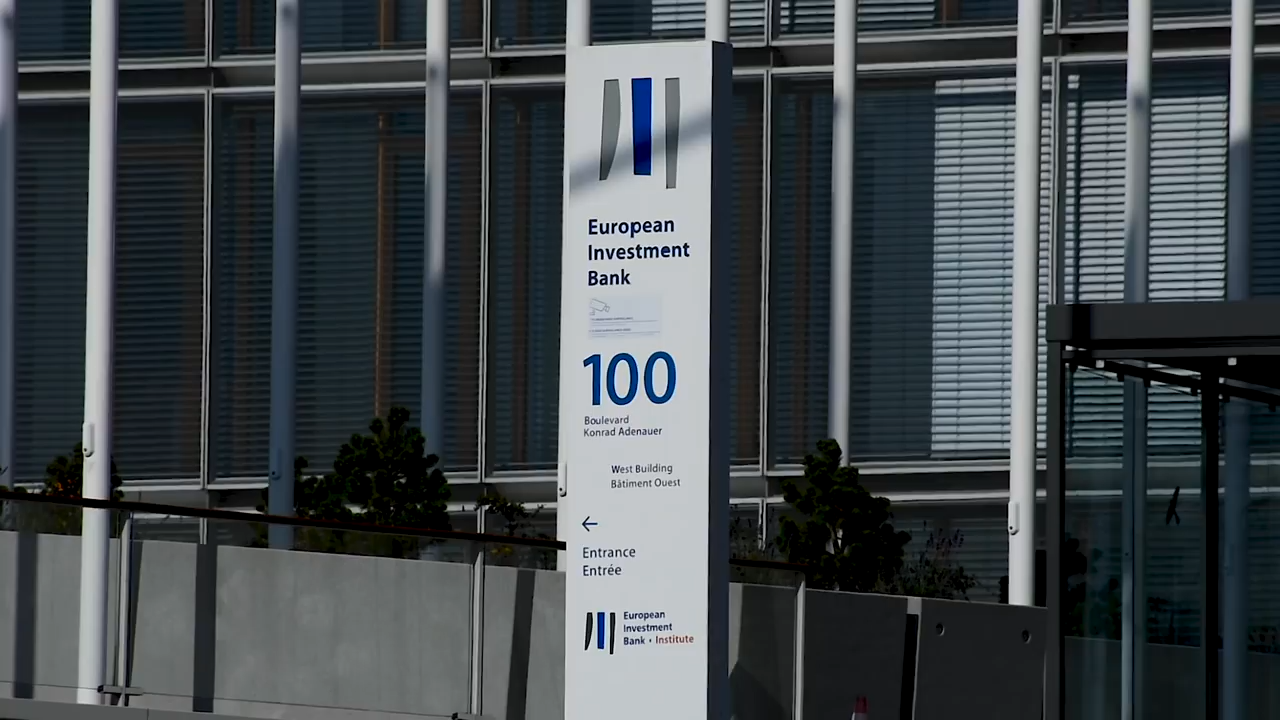 European
Investment
Bank
100
Boulevard
Konrad Adenauer
West Building
Bâtiment Ouest
←
Entrance
Entrée
European
Investment
Bank • Institute